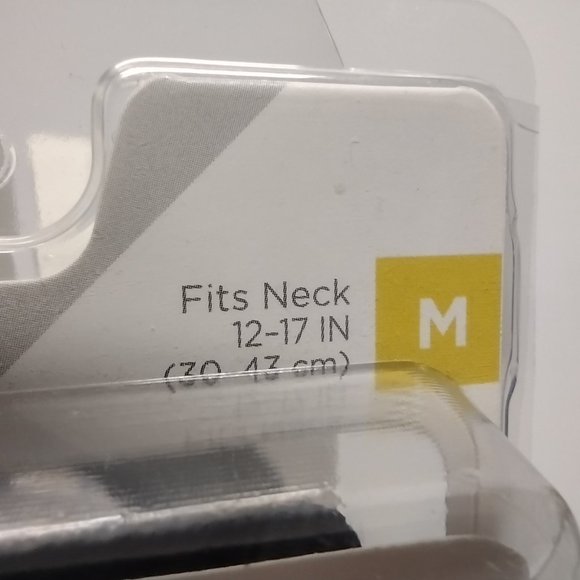 Fits Neck
12-17 IN
(30-43 cm)
M